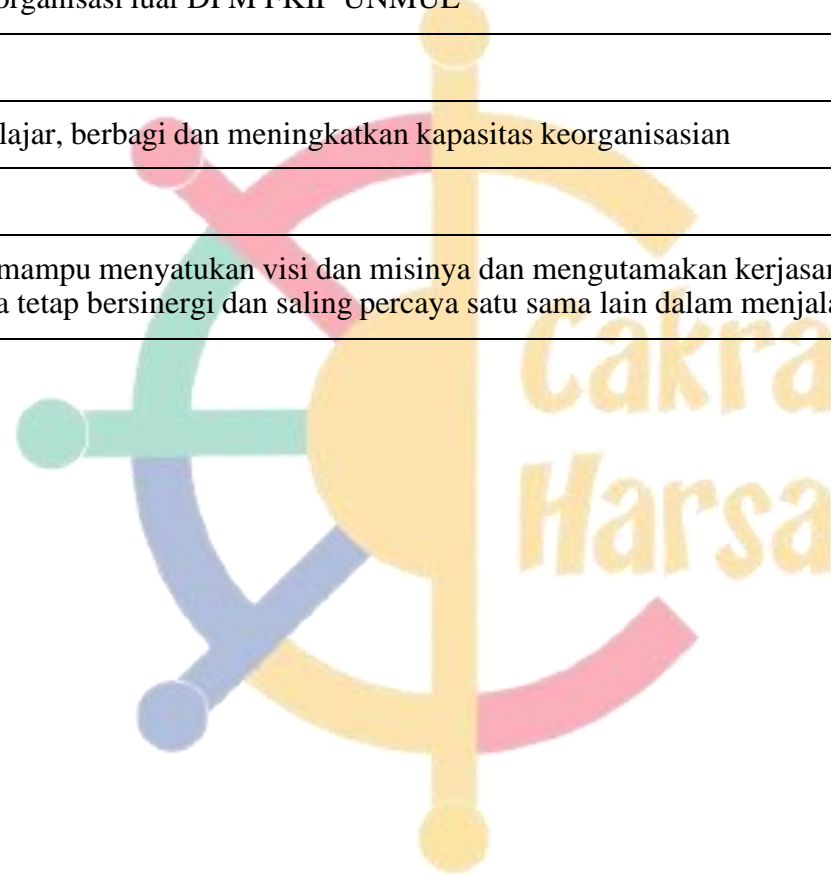 organisasi luar DPM FKIP UNMUL
lajar, berbagi dan meningkatkan kapasitas keorganisasian
mampu menyatukan visi dan misinya dan mengutamakan kerjasar
a tetap bersinergi dan saling percaya satu sama lain dalam menjala
Cakra
Harsa